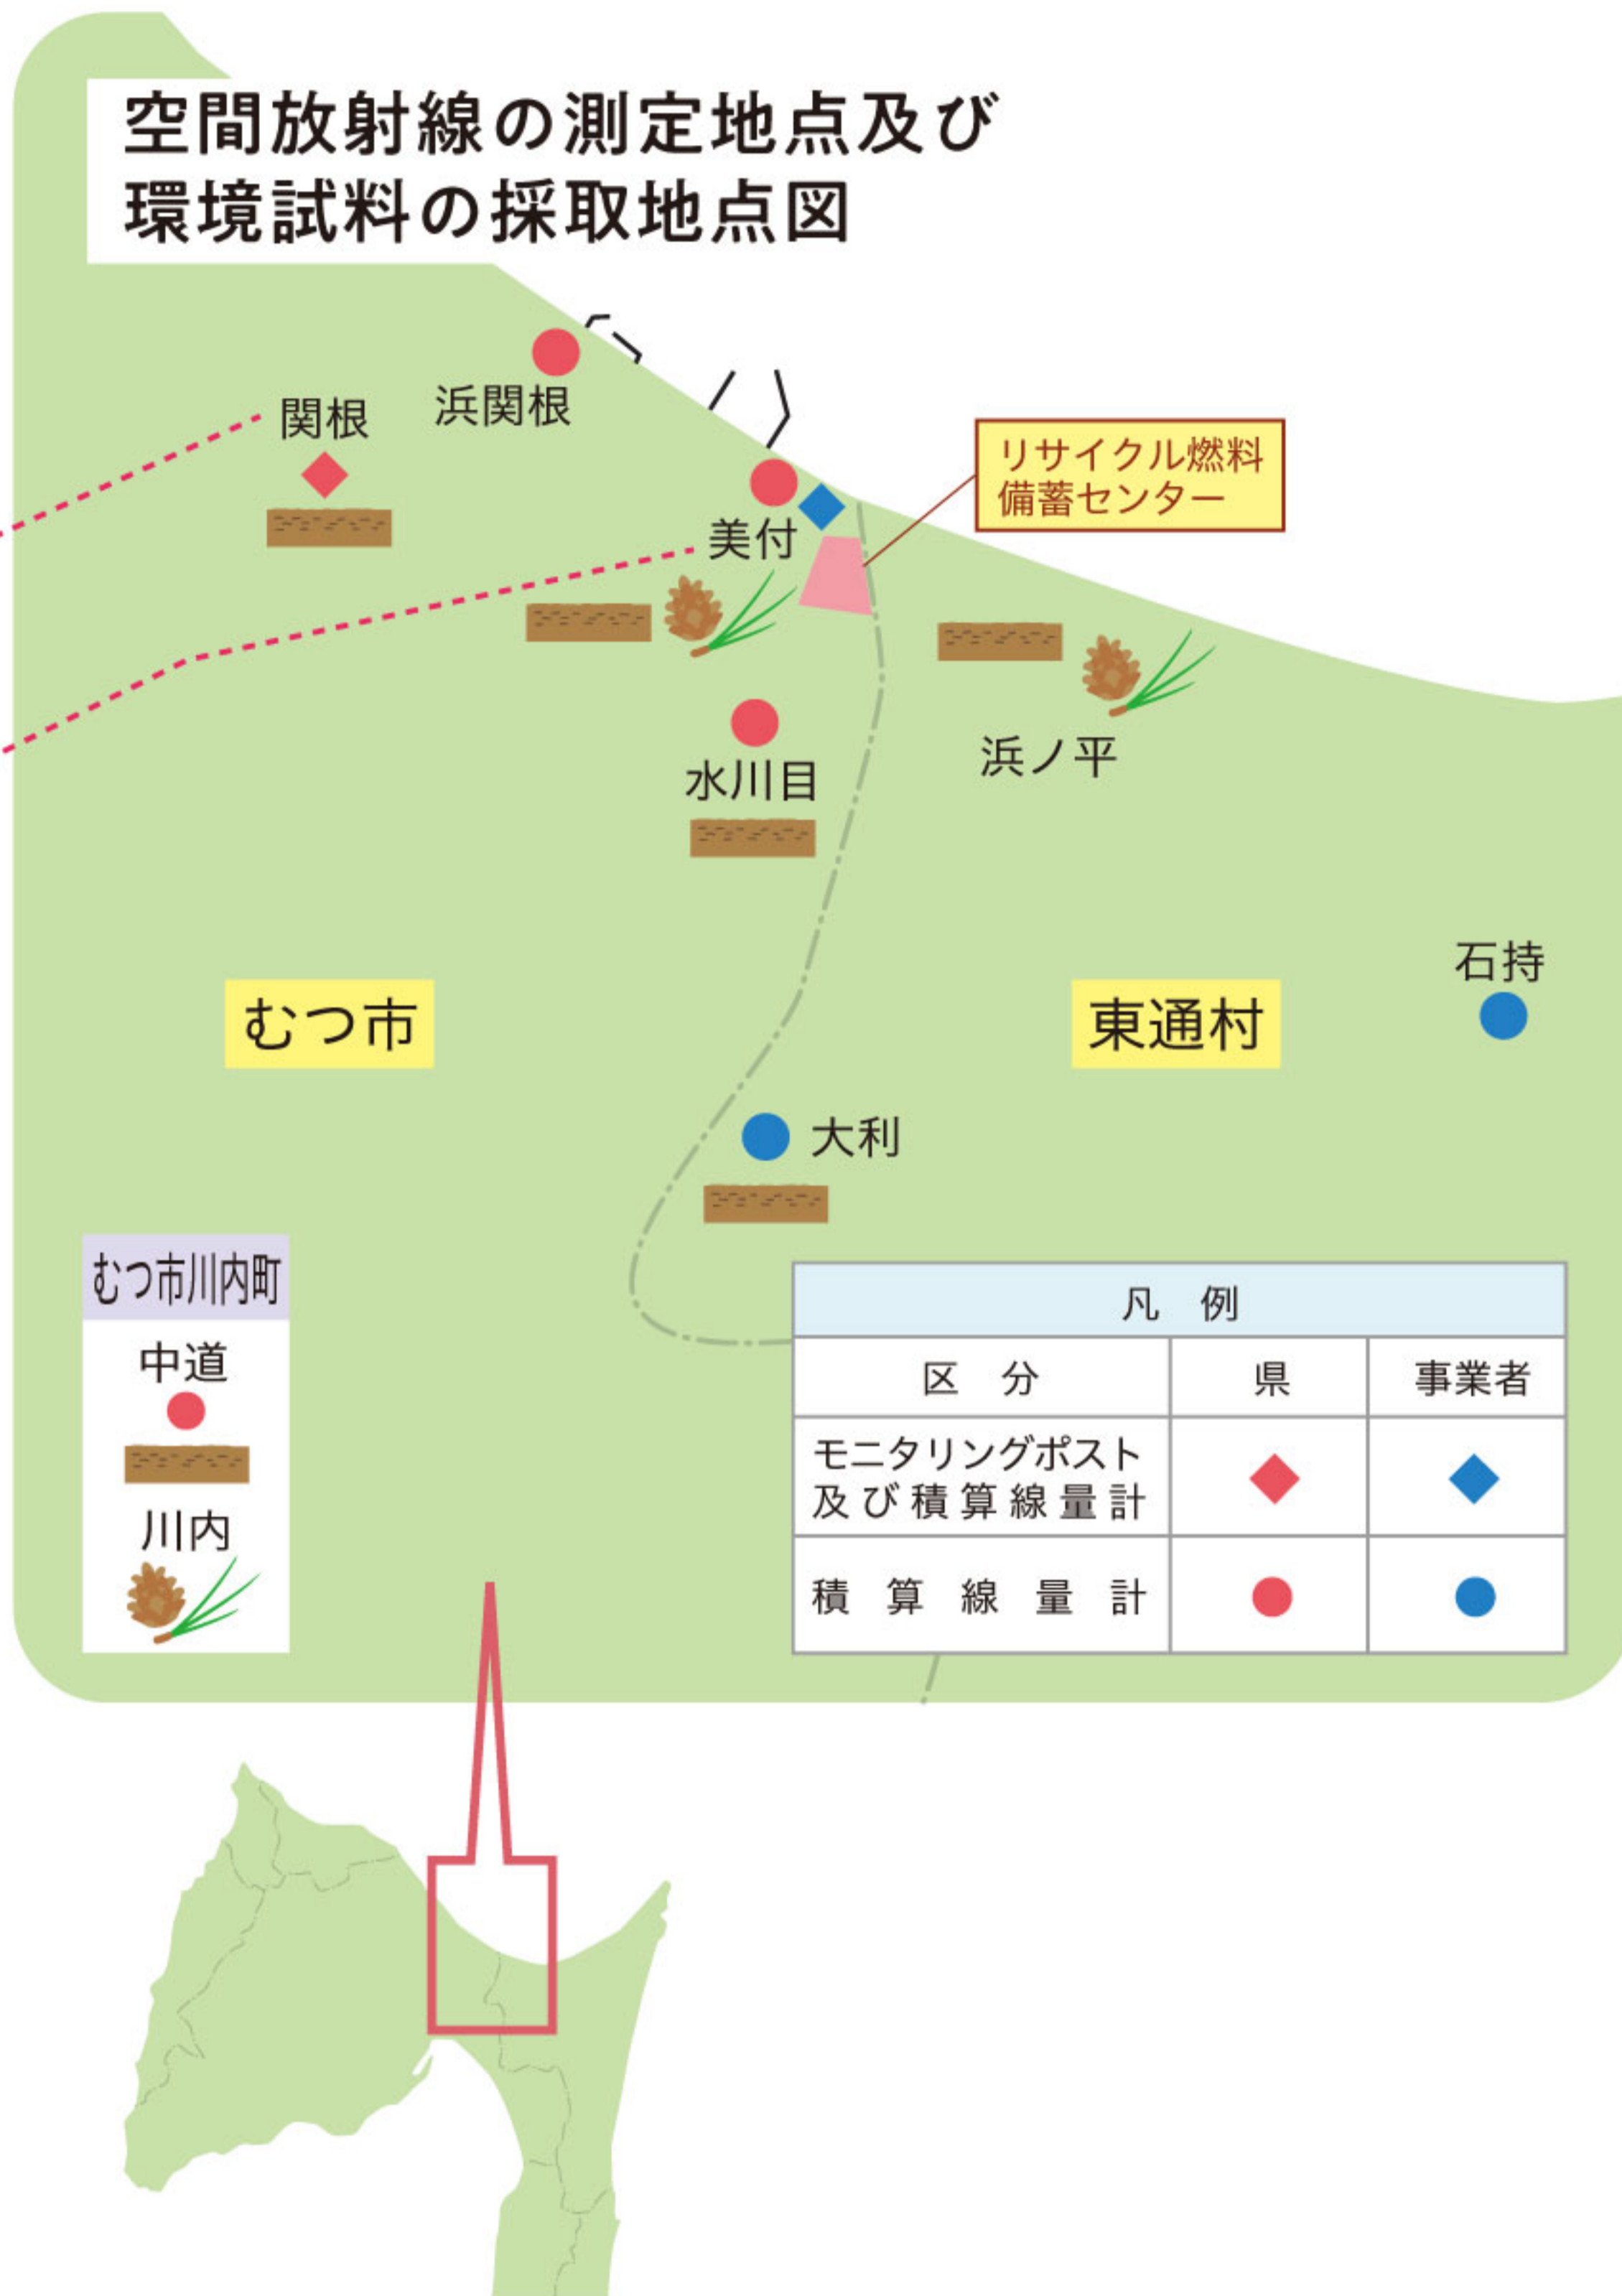 空間放射線の測定地点及び
環境試料の採取地点図
関根
浜関根
リサイクル燃料
備蓄センター
美付
浜ノ平
水川目
石持
むつ市
東通村
大利
むつ市川内町
中道
川内
凡 例
区 分 県 事業者
モニタリングポスト
及び積算線量計
積算線量計